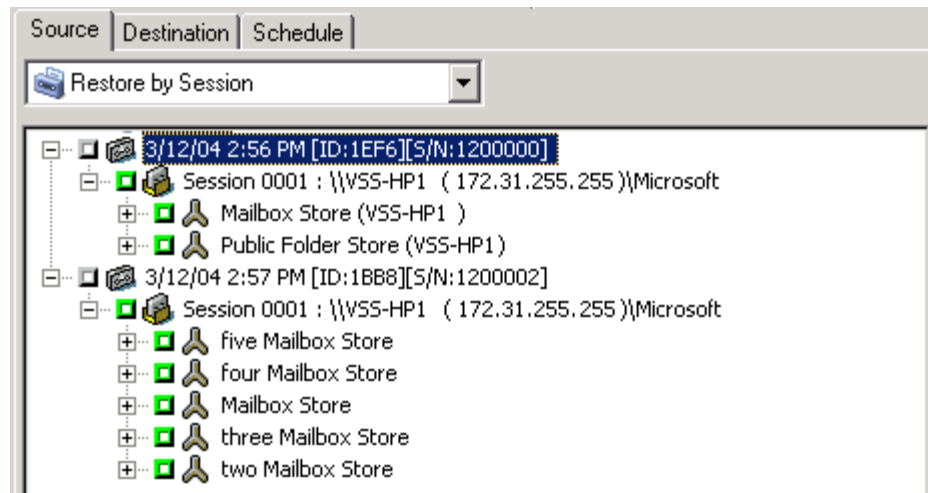 Source Destination Schedule
Restore by Session
3/12/04 2:56 PM [ID:1EF6][S/N:1200000]
Session 0001 : \\VSS-HP1 ( 172.31.255.255 )\Microsoft
Mailbox Store (VSS-HP1 )
Public Folder Store (VSS-HP1)
3/12/04 2:57 PM [ID:1BB8][S/N:1200002]
Session 0001 : \\VSS-HP1 ( 172.31.255.255 )\Microsoft
five Mailbox Store
four Mailbox Store
Mailbox Store
three Mailbox Store
two Mailbox Store